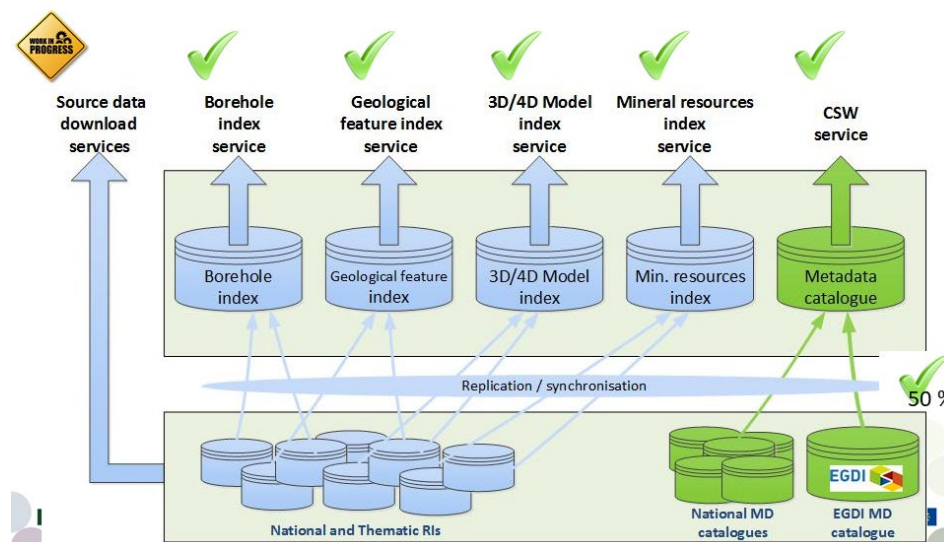 WORK IN
PROGRESS
Source data
download
services
Borehole
index
service
Geological
feature index
service
3D/4D Model
index
service
Mineral resources
index
service
CSW
service
Borehole
index
Geological feature
index
3D/4D Model
index
Min. resources
index
Metadata
catalogue
Replication / synchronisation
50 %
EGDI
National and Thematic RIs
National MD
catalogues
EGDI MD
catalogue